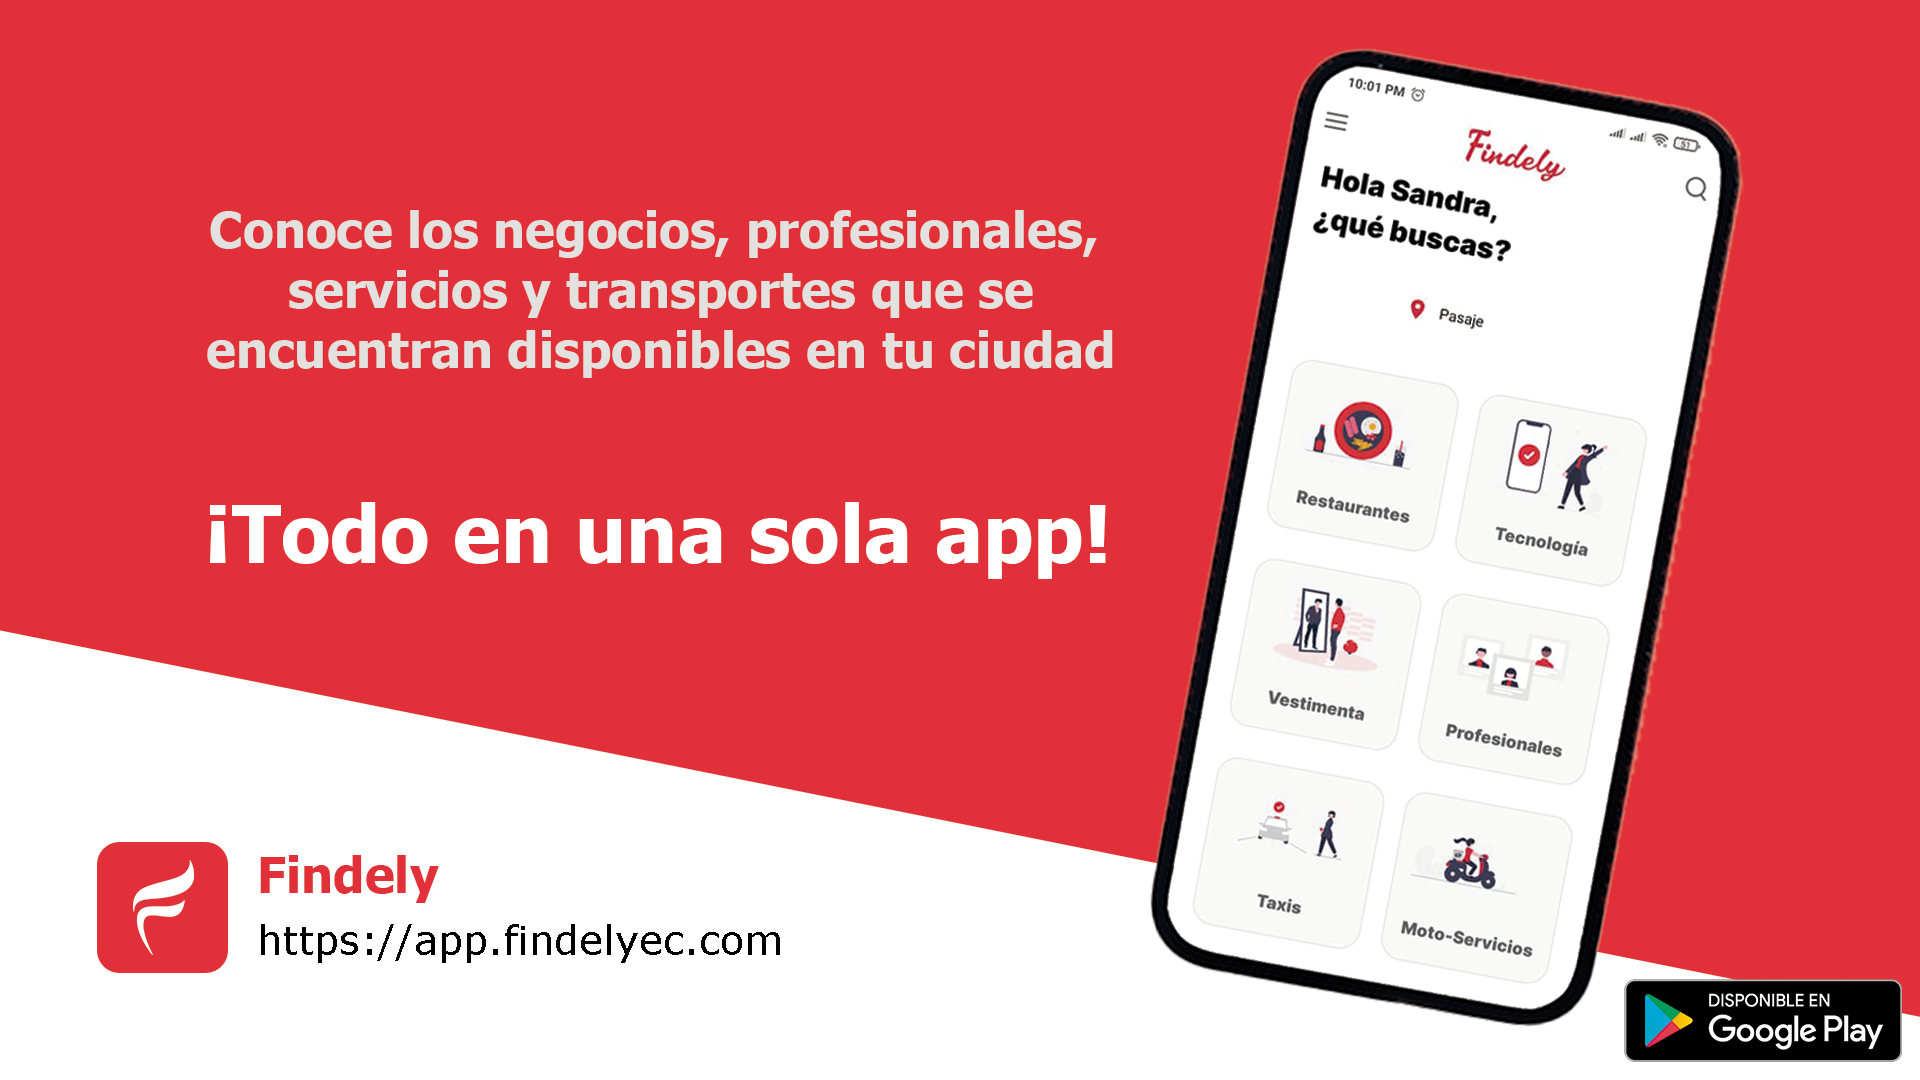 Conoce los negocios, profesionales,
servicios y transportes que se
encuentran disponibles en tu ciudad
¡Todo en una sola app!
Findely
https://app.findelyec.com
10:01 PM
51
Findely
Hola Sandra,
¿qué buscas?
Pasaje
Restaurantes
Tecnología
Vestimenta
Profesionales
Taxis
Moto-Servicios
DISPONIBLE EN
Google Play